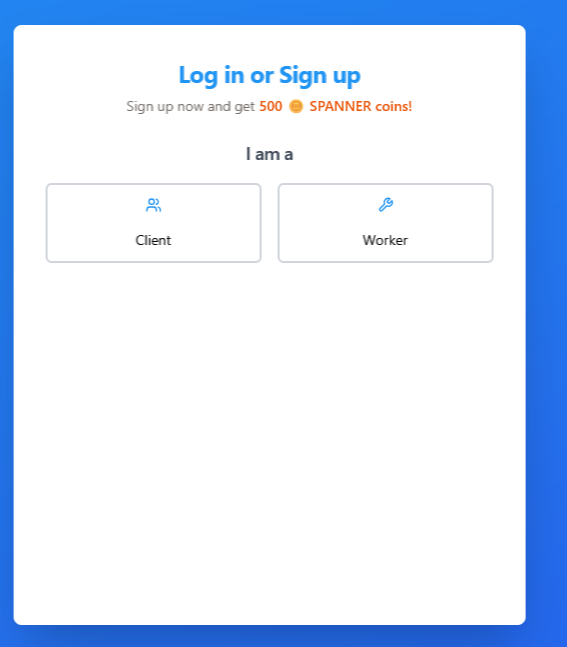 Log in or Sign up
Sign up now and get 500 🪙 SPANNER coins!
I am a
Client
Worker